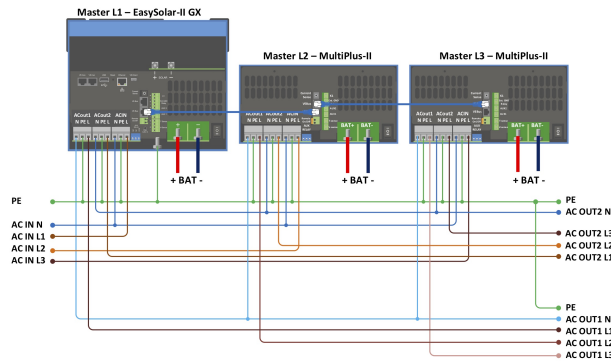 Master L1 – EasySolar-II GX
Master L2 – MultiPlus-II
Master L3 – MultiPlus-II
ACout1 ACout2 ACIN
N PE L N PE L N PE L
ACout1 ACout2 ACIN
N PE L N PE L N PE L
BAT+ BAT-
ACout1 ACout2 ACIN
N PE L N PE L N PE L
BAT+ BAT-
+ BAT -
+ BAT -
+ BAT -
PE
AC IN N
AC IN L1
AC IN L2
AC IN L3
PE
AC OUT2 N
AC OUT2 L3
AC OUT2 L2
AC OUT2 L1
PE
AC OUT1 N
AC OUT1 L1
AC OUT1 L2
AC OUT1 L3